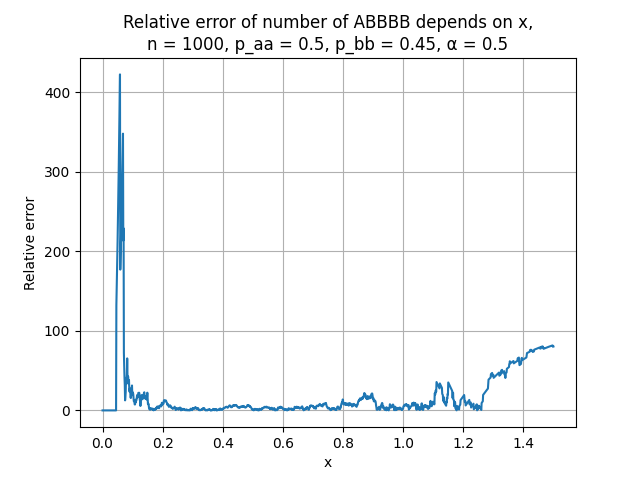 Relative error of number of ABBBB depends on x,
n = 1000, p_aa = 0.5, p_bb = 0.45, α = 0.5
Relative error
400
300
200
100
0
0.0 0.2 0.4 0.6 0.8 1.0 1.2 1.4
x